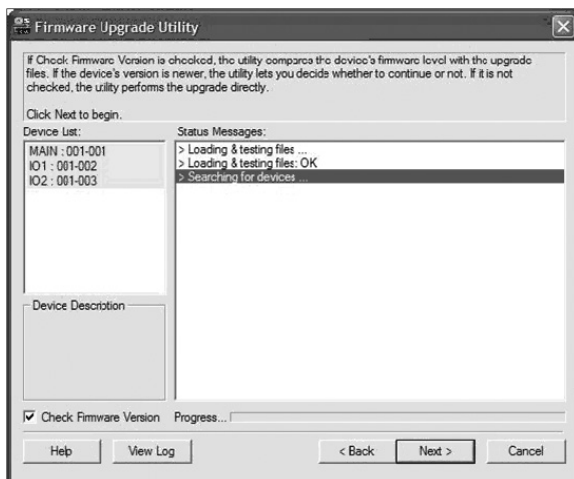 Firmware Upgrade Utility
If Check Firmware Version is checked, the utility compares the device's firmware level with the upgrade
files. If the device's version is newer, the utility lets you decide whether to continue or not. If it is not
checked, the utility performs the upgrade directly.
Click Next to begin.
Device List:
Status Messages:
MAIN : 001-001
IO1 : 001-002
IO2 : 001-003
> Loading & testing files ...
> Loading & testing files: OK
> Searching for devices ...
Device Description
Check Firmware Version
Progress...
Help
View Log
< Back
Next >
Cancel